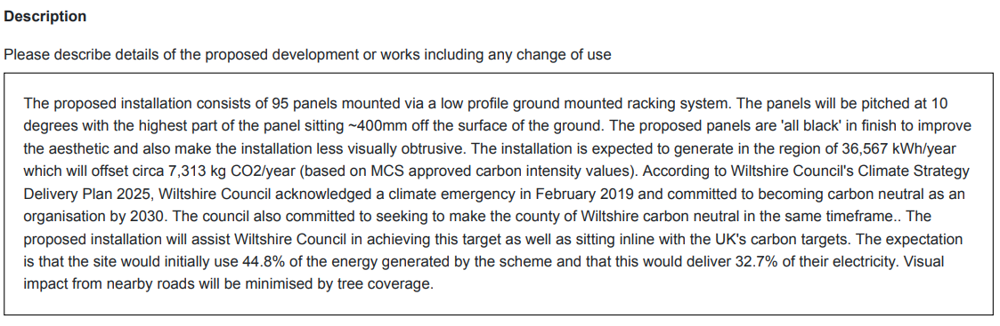 Description
Please describe details of the proposed development or works including any change of use
The proposed installation consists of 95 panels mounted via a low profile ground mounted racking system. The panels will be pitched at 10
degrees with the highest part of the panel sitting ~400mm off the surface of the ground. The proposed panels are 'all black' in finish to improve
the aesthetic and also make the installation less visually obtrusive. The installation is expected to generate in the region of 36,567 kWh/year
which will offset circa 7,313 kg CO2/year (based on MCS approved carbon intensity values). According to Wiltshire Council's Climate Strategy
Delivery Plan 2025, Wiltshire Council acknowledged a climate emergency in February 2019 and committed to becoming carbon neutral as an
organisation by 2030. The council also committed to seeking to make the county of Wiltshire carbon neutral in the same timeframe.. The
proposed installation will assist Wiltshire Council in achieving this target as well as sitting inline with the UK's carbon targets. The expectation
is that the site would initially use 44.8% of the energy generated by the scheme and that this would deliver 32.7% of their electricity. Visual
impact from nearby roads will be minimised by tree coverage.